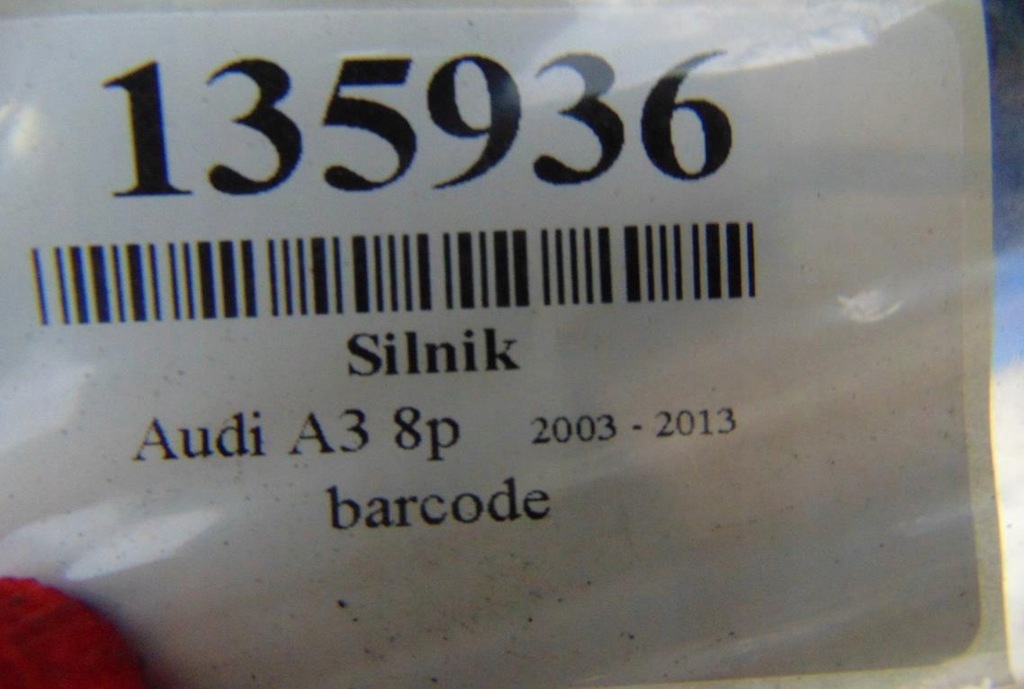 135936
Silnik
Audi A3 8p 2003 - 2013
barcode